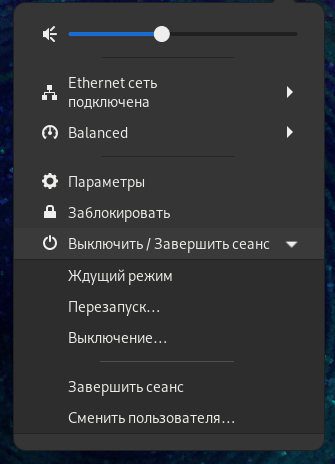 Ethernet сеть
подключена
Balanced
Параметры
Заблокировать
Выключить / Завершить сеанс
Ждущий режим
Перезапуск...
Выключение...
Завершить сеанс
Сменить пользователя...